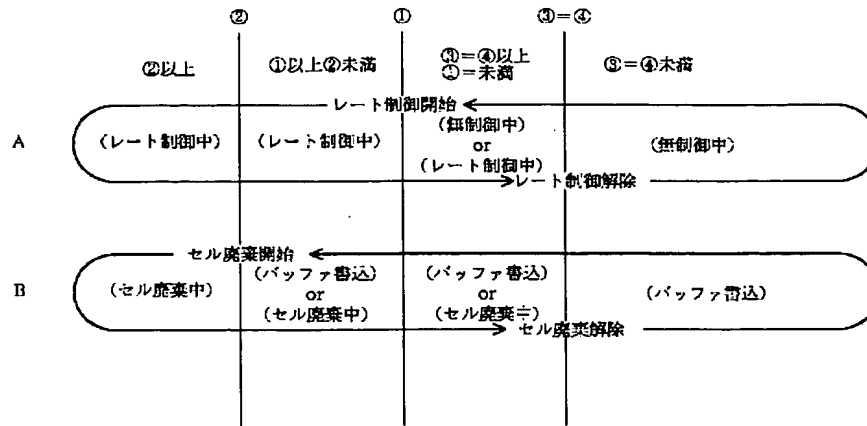 ② ① ③=④
②以上 ①以上②未満 ③=④以上 ③=④未満
①=未満
レート制御開始
A (レート制御中) (レート制御中) (無制御中) (無制御中)
or
(レート制御中)
レート制御解除
セル廃棄開始
B (セル廃棄中) (バッファ書込) (バッファ書込) (バッファ書込)
or or
(セル廃棄中) (セル廃棄中)
セル廃棄解除